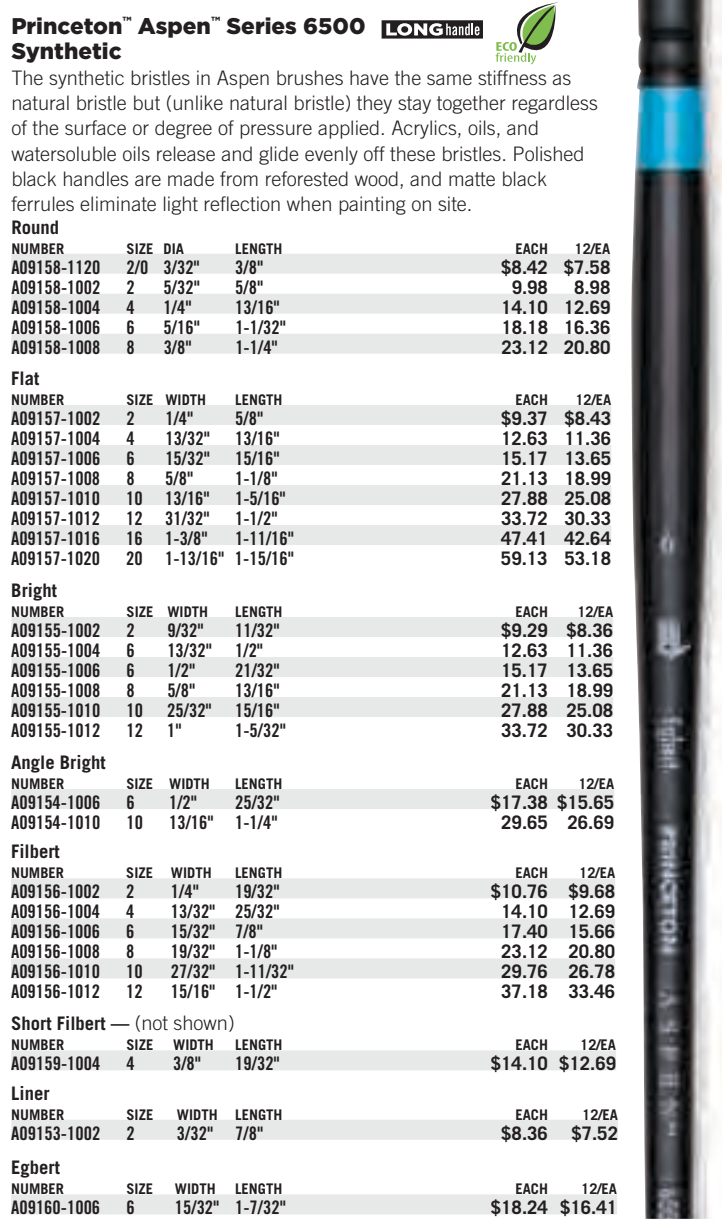 Princeton™ Aspen™ Series 6500 LONG handle
ECO friendly
Synthetic
The synthetic bristles in Aspen brushes have the same stiffness as
natural bristle but (unlike natural bristle) they stay together regardless
of the surface or degree of pressure applied. Acrylics, oils, and
watersoluble oils release and glide evenly off these bristles. Polished
black handles are made from reforested wood, and matte black
ferrules eliminate light reflection when painting on site.
Round
NUMBER SIZE DIA LENGTH EACH 12/EA
A09158-1120 2/0 3/32" 3/8" $8.42 $7.58
A09158-1002 2 5/32" 5/8" 9.98 8.98
A09158-1004 4 1/4" 13/16" 14.10 12.69
A09158-1006 6 5/16" 1-1/32" 18.18 16.36
A09158-1008 8 3/8" 1-1/4" 23.12 20.80
Flat
NUMBER SIZE WIDTH LENGTH EACH 12/EA
A09157-1002 2 1/4" 5/8" $9.37 $8.43
A09157-1004 4 13/32" 13/16" 12.63 11.36
A09157-1006 6 15/32" 15/16" 15.17 13.65
A09157-1008 8 5/8" 1-1/8" 21.13 18.99
A09157-1010 10 13/16" 1-5/16" 27.88 25.08
A09157-1012 12 31/32" 1-1/2" 33.72 30.33
A09157-1016 16 1-3/8" 1-11/16" 47.41 42.64
A09157-1020 20 1-13/16" 1-15/16" 59.13 53.18
Bright
NUMBER SIZE WIDTH LENGTH EACH 12/EA
A09155-1002 2 9/32" 11/32" $9.29 $8.36
A09155-1004 6 13/32" 1/2" 12.63 11.36
A09155-1006 6 1/2" 21/32" 15.17 13.65
A09155-1008 8 5/8" 13/16" 21.13 18.99
A09155-1010 10 25/32" 15/16" 27.88 25.08
A09155-1012 12 1" 1-5/32" 33.72 30.33
Angle Bright
NUMBER SIZE WIDTH LENGTH EACH 12/EA
A09154-1006 6 1/2" 25/32" $17.38 $15.65
A09154-1010 10 13/16" 1-1/4" 29.65 26.69
Filbert
NUMBER SIZE WIDTH LENGTH EACH 12/EA
A09156-1002 2 1/4" 19/32" $10.76 $9.68
A09156-1004 4 13/32" 25/32" 14.10 12.69
A09156-1006 6 15/32" 7/8" 17.40 15.66
A09156-1008 8 19/32" 1-1/8" 23.12 20.80
A09156-1010 10 27/32" 1-11/32" 29.76 26.78
A09156-1012 12 15/16" 1-1/2" 37.18 33.46
Short Filbert — (not shown)
NUMBER SIZE WIDTH LENGTH EACH 12/EA
A09159-1004 4 3/8" 19/32" $14.10 $12.69
Liner
NUMBER SIZE WIDTH LENGTH EACH 12/EA
A09153-1002 2 3/32" 7/8" $8.36 $7.52
Egbert
NUMBER SIZE WIDTH LENGTH EACH 12/EA
A09160-1006 6 15/32" 1-7/32" $18.24 $16.41
6
Filbert
PRINCETON